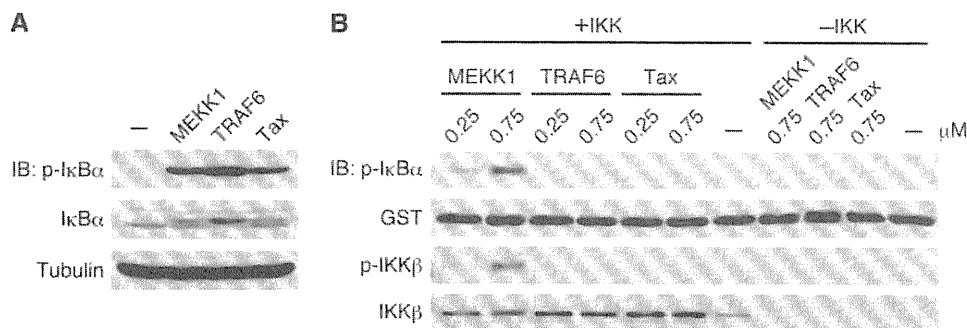 A
– MEKK1 TRAF6 Tax
IB: p-IκBα
IκBα
Tubulin
B
+IKK –IKK
MEKK1 TRAF6 Tax MEKK1 TRAF6 Tax
0.25 0.75 0.25 0.75 0.25 0.75 – 0.75 0.75 0.75 – μM
IB: p-IκBα
GST
p-IKKβ
IKKβ